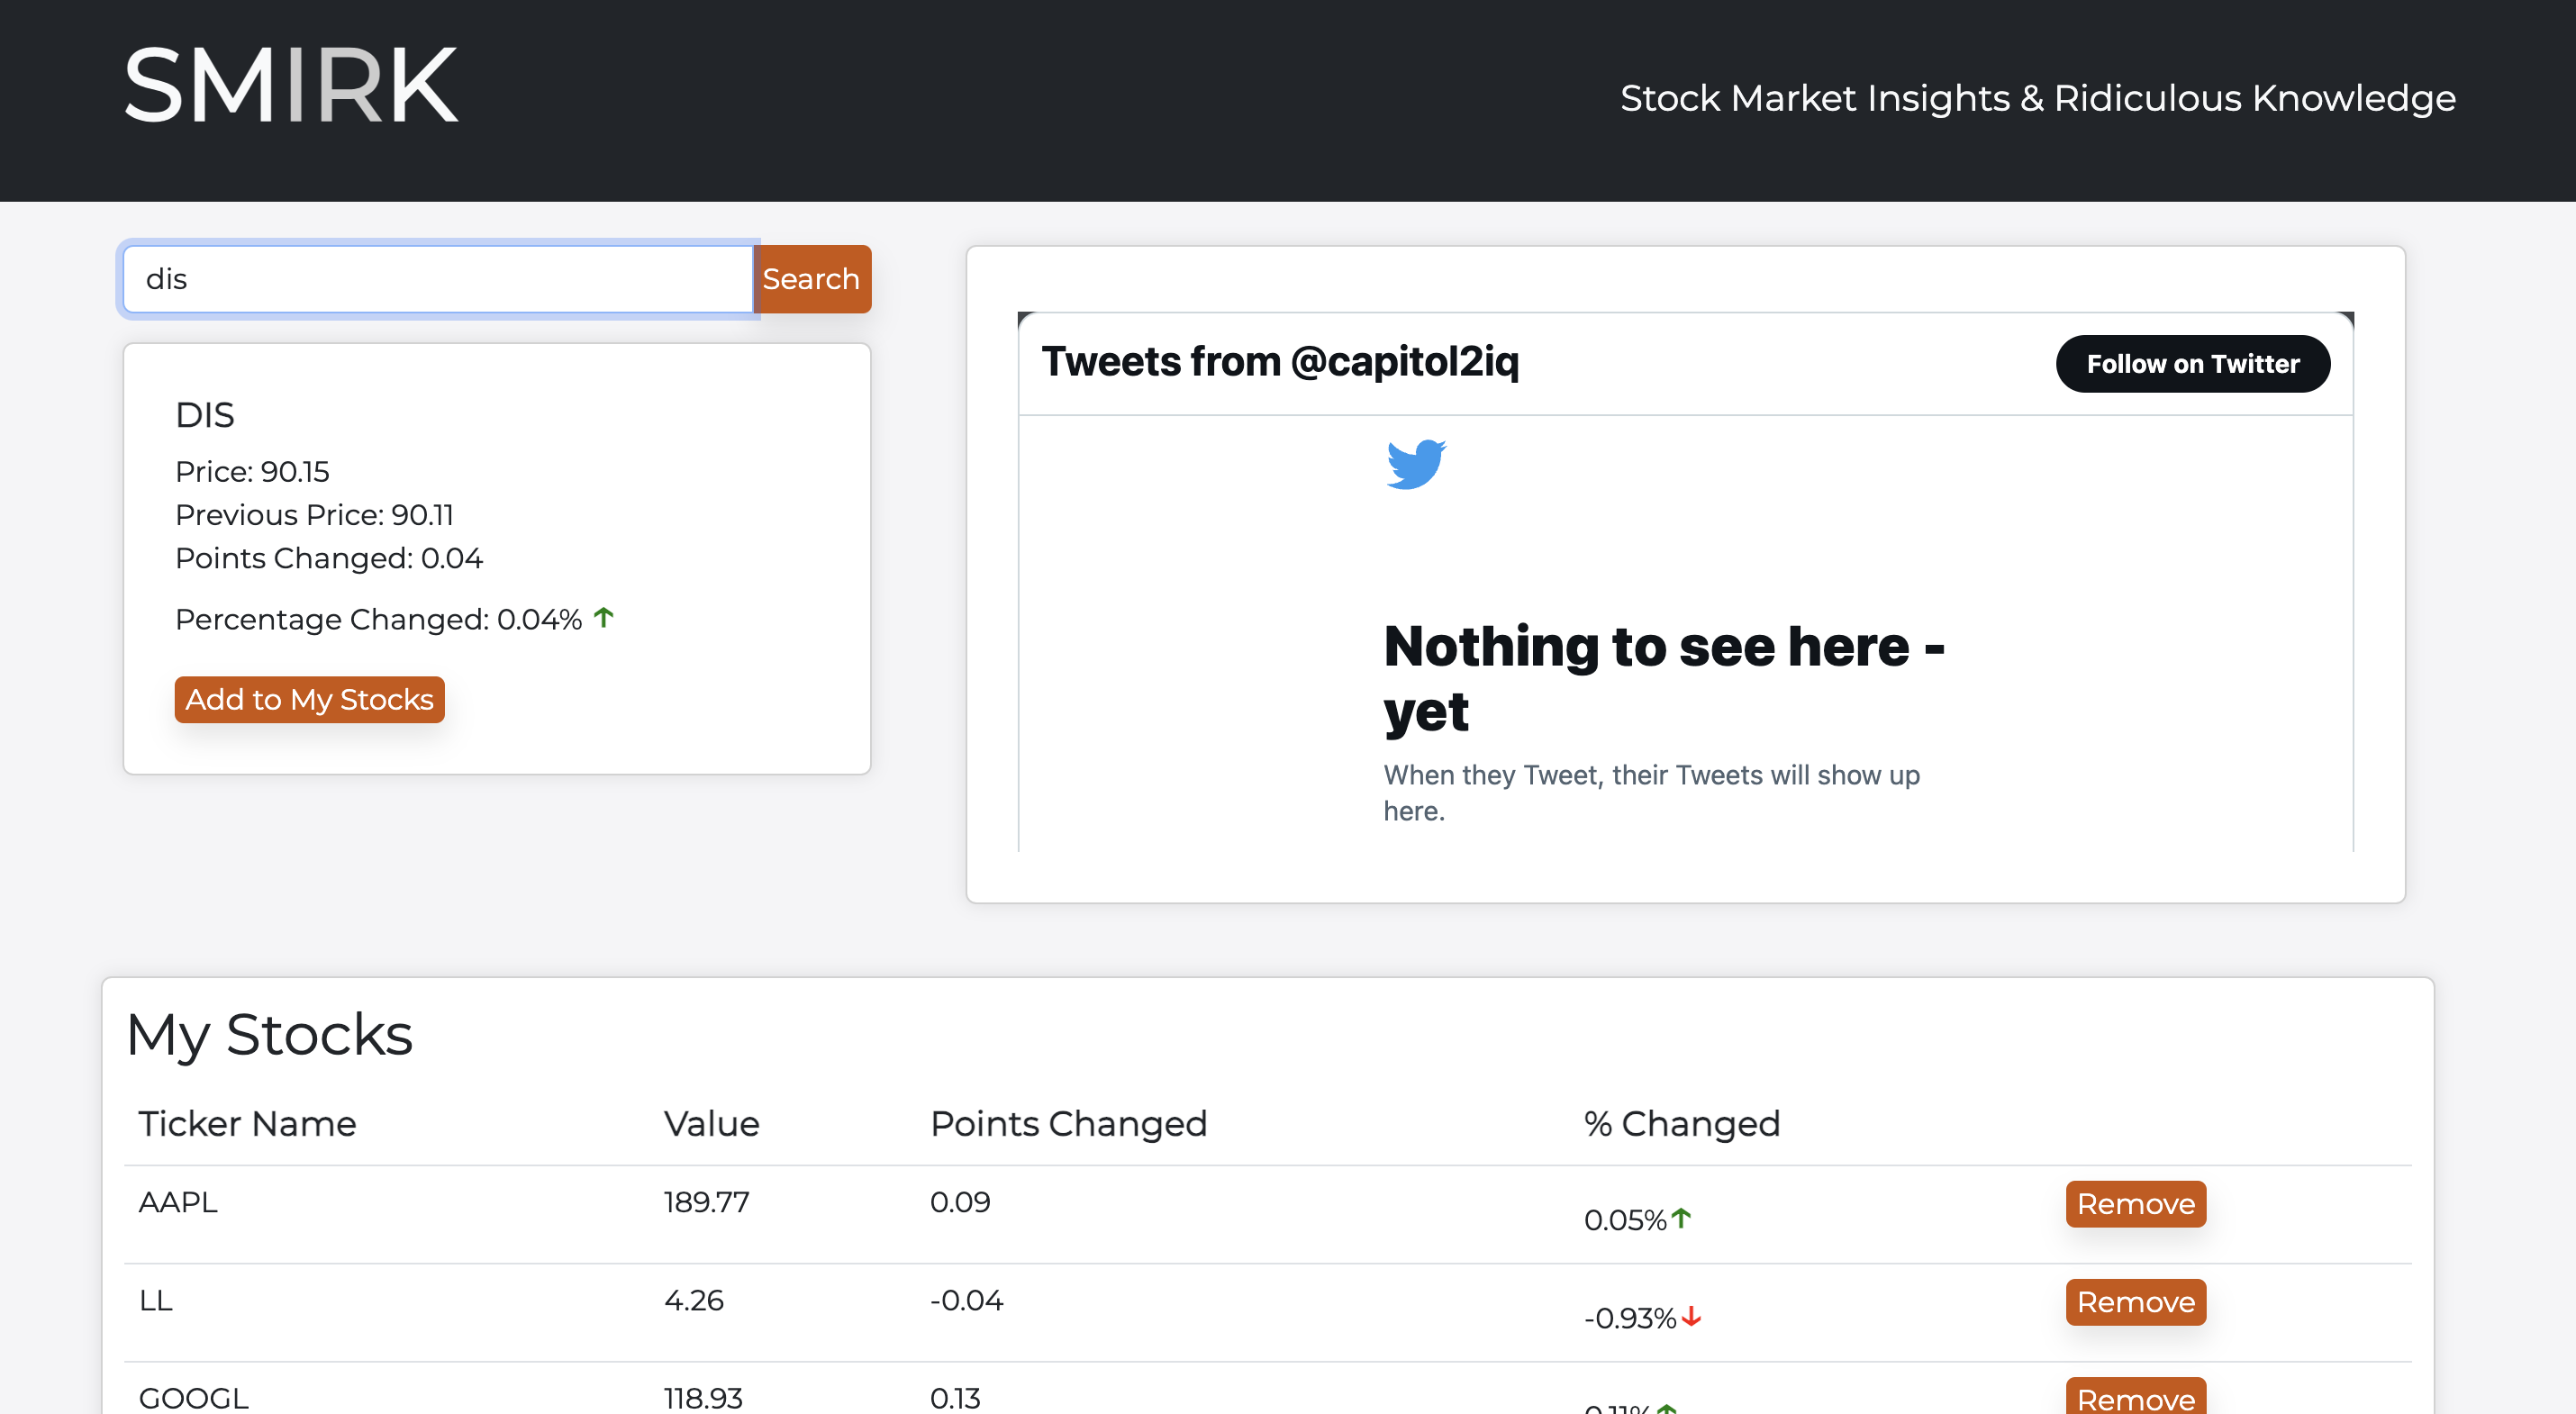 SMIRK
Stock Market Insights & Ridiculous Knowledge
dis
Search
DIS
Price: 90.15
Previous Price: 90.11
Points Changed: 0.04
Percentage Changed: 0.04%
Add to My Stocks
Tweets from @capitol2iq
Follow on Twitter
Nothing to see here -
yet
When they Tweet, their Tweets will show up
here.
My Stocks
Ticker Name Value Points Changed % Changed
AAPL 189.77 0.09 0.05% Remove
LL 4.26 -0.04 -0.93% Remove
GOOGL 118.93 0.13 0.11% Remove